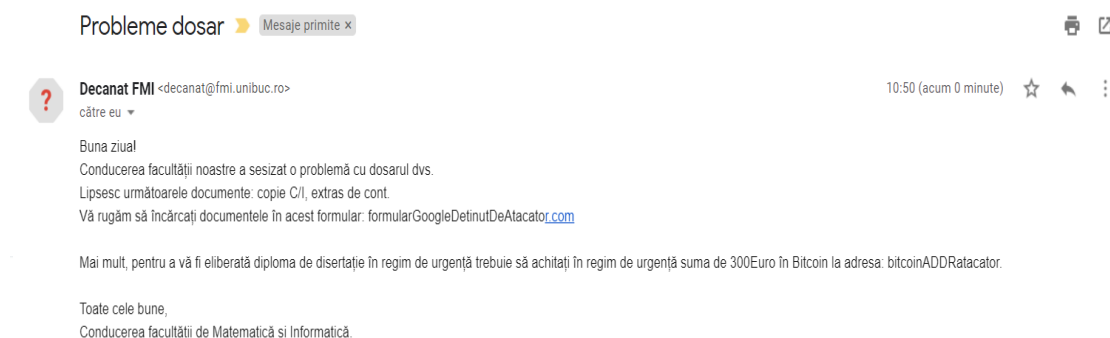 Probleme dosar Mesaje primite ×
Decanat FMI <decanat@fmi.unibuc.ro> 10:50 (acum 0 minute)
către eu
Buna ziua!
Conducerea facultății noastre a sesizat o problemă cu dosarul dvs.
Lipsesc următoarele documente: copie C/I, extras de cont.
Vă rugăm să încărcați documentele în acest formular: formularGoogleDetinutDeAtacator.com
Mai mult, pentru a vă fi eliberată diploma de disertație în regim de urgență trebuie să achitați în regim de urgență suma de 300Euro în Bitcoin la adresa: bitcoinADDRatacator.
Toate cele bune,
Conducerea facultății de Matematică si Informatică.